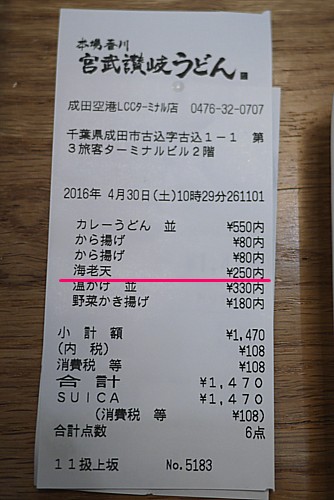 本場香川
宮武讃岐うどん
成田空港LCCターミナル店 0476-32-0707
千葉県成田市古込字古込1-1 第
3旅客ターミナルビル2階
2016年 4月30日(土)10時29分261101
カレーうどん 並 ¥550内
から揚げ ¥80内
から揚げ ¥80内
海老天 ¥250内
温かけ 並 ¥330内
野菜かき揚げ ¥180内
小計額 ¥1,470
(内 税) ¥108
消費税 等 ¥108
合計 ¥1,470
SUICA ¥1,470
(消費税 等 ¥108)
合計点数 6点
11扱上坂 No.5183